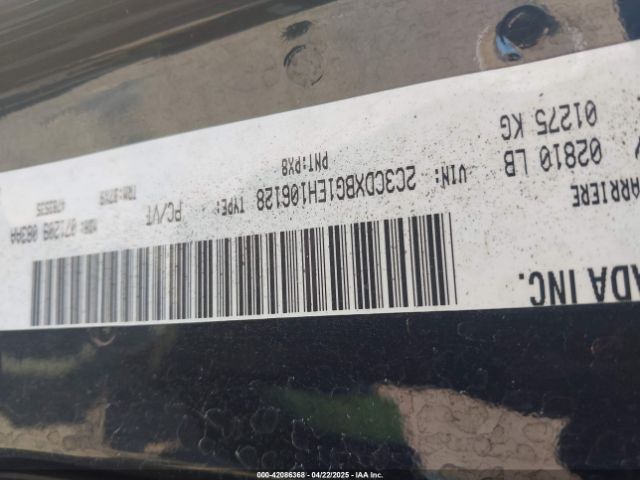 ADA INC.
ARRIERE
02810 LB
01275 KG
VIN: 2C3CDXBG1EH106128 TYPE: PC/VT
PNT:PX8
000-42086368 04/22/2025 IAA Inc.